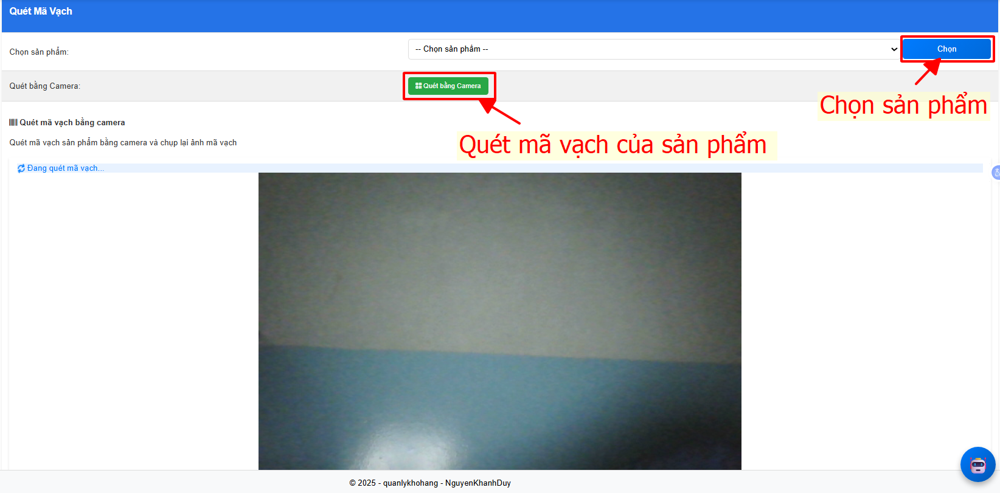 Quét Mã Vạch
Chọn sản phẩm:
-- Chọn sản phẩm --
Chọn
Quét bằng Camera:
Quét bằng Camera
Chọn sản phẩm
Quét mã vạch bằng camera
Quét mã vạch của sản phẩm
Quét mã vạch sản phẩm bằng camera và chụp lại ảnh mã vạch
Đang quét mã vạch...
© 2025 - quanlykhohang - NguyenKhanhDuy